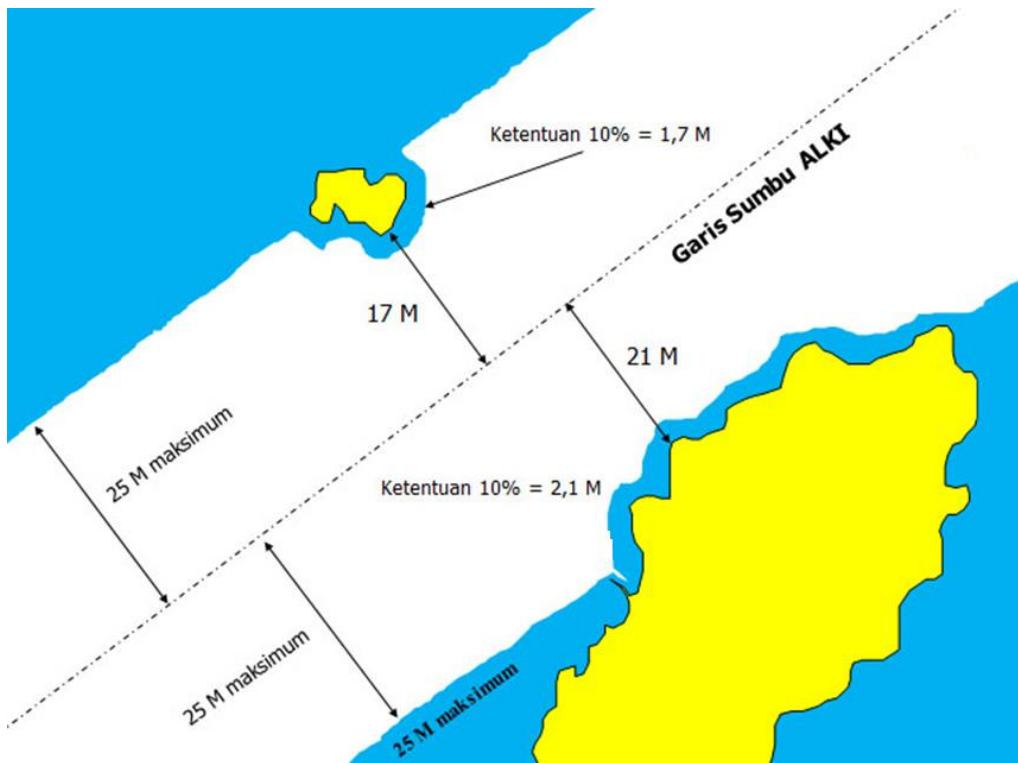 Ketentuan 10% = 1,7 M
Garis Sumbu ALKI
17 M
21 M
25 M maksimum
Ketentuan 10% = 2,1 M
25 M maksimum
25 M maksimum